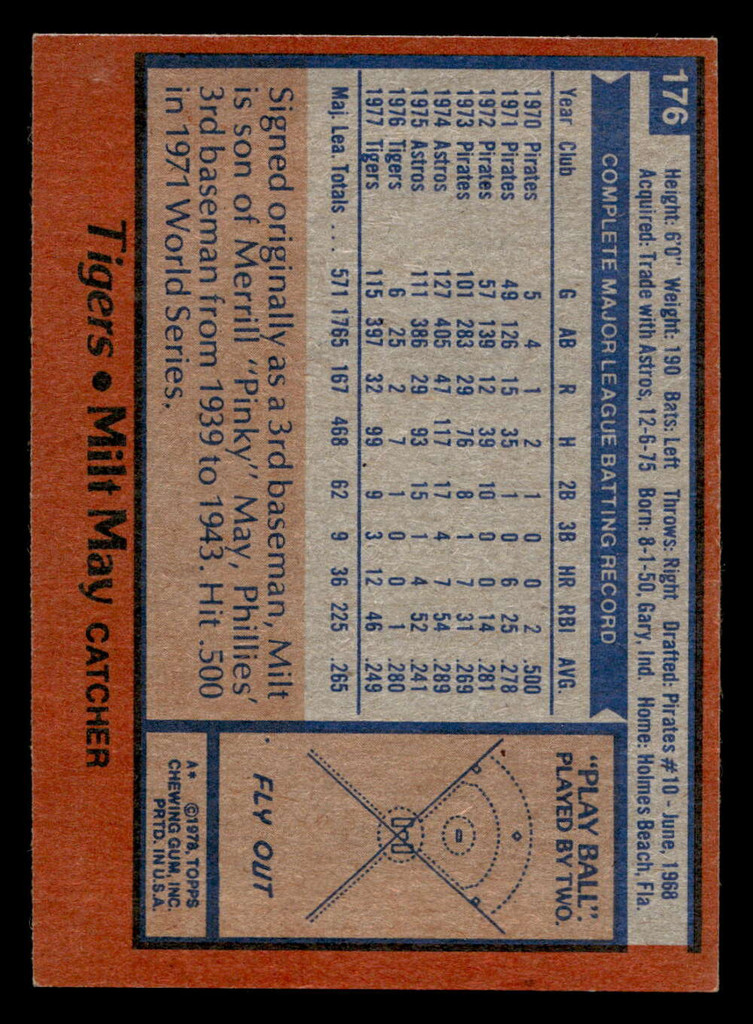 176
Height: 6'0" Weight: 190 Bats: Left Throws: Right Drafted: Pirates #10 - June, 1968
Acquired: Trade with Astros, 12-6-75 Born: 8-1-50, Gary, Ind. Home: Holmes Beach, Fla.
COMPLETE MAJOR LEAGUE BATTING RECORD
Year Club G AB R H 2B 3B HR RBI AVG.
1970 Pirates 5 4 1 2 1 0 0 2 .500
1971 Pirates 49 126 15 35 1 0 6 25 .278
1972 Pirates 57 139 12 39 10 0 0 14 .281
1973 Pirates 101 283 29 76 8 1 7 31 .269
1974 Astros 127 405 47 117 17 4 7 54 .289
1975 Astros 111 386 29 93 15 1 4 52 .241
1976 Tigers 6 25 2 7 1 0 0 1 .280
1977 Tigers 115 397 32 99 9 3 12 46 .249
Maj. Lea. Totals ... 571 1765 167 468 62 9 36 225 .265
Signed originally as a 3rd baseman, Milt
is son of Merrill "Pinky" May, Phillies'
3rd baseman from 1939 to 1943. Hit .500
in 1971 World Series.
"PLAY BALL".
PLAYED BY TWO.
FLY OUT
A* ©1978, TOPPS
CHEWING GUM, INC.
PRTD. IN U.S.A.
Tigers • Milt May CATCHER